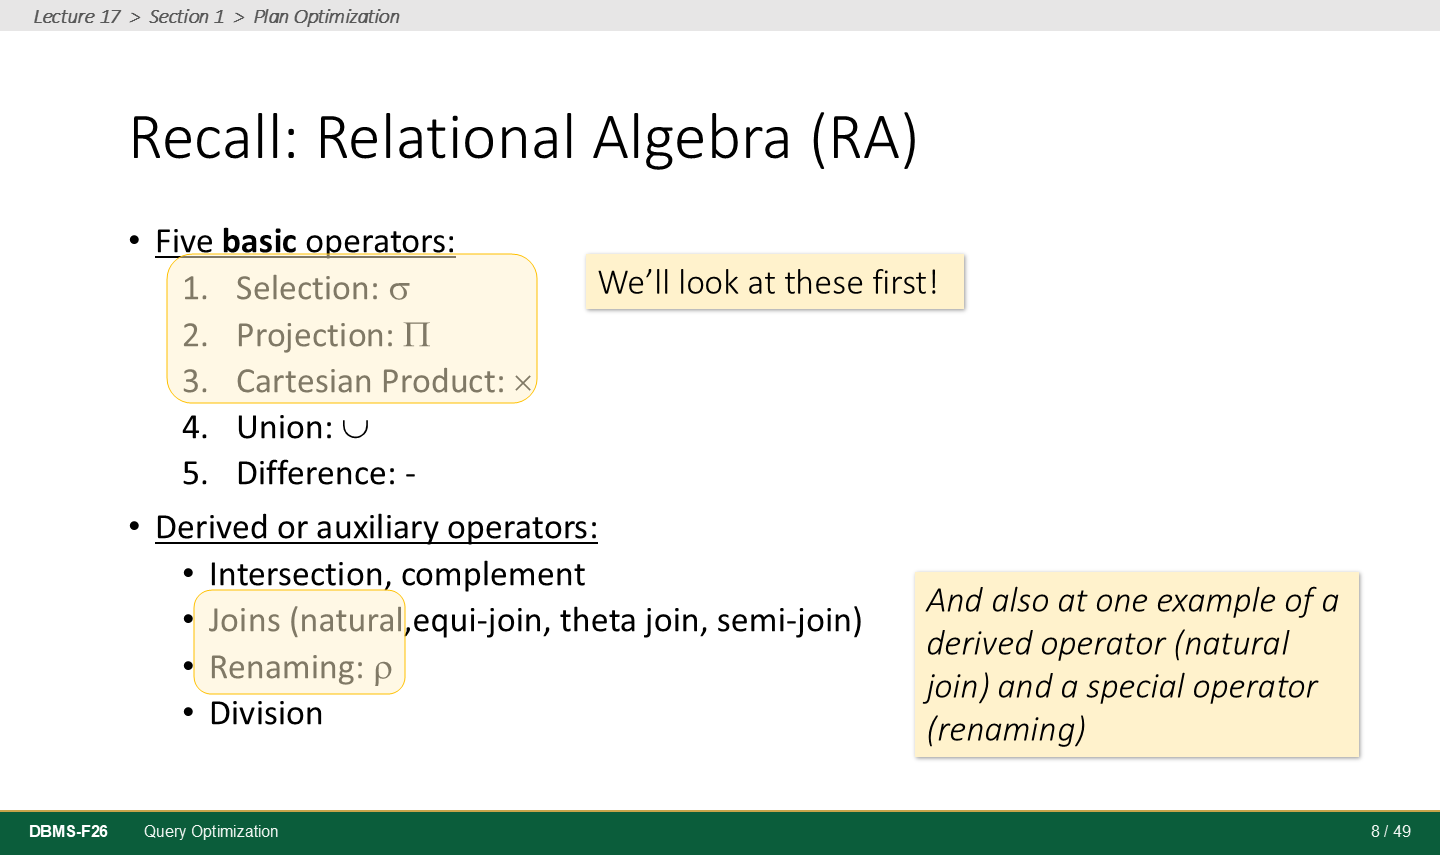 Lecture 17 > Section 1 > Plan Optimization
Recall: Relational Algebra (RA)
• Five basic operators:
1. Selection: σ
2. Projection: Π
3. Cartesian Product: ×
4. Union: ∪
5. Difference: -
We’ll look at these first!
• Derived or auxiliary operators:
• Intersection, complement
• Joins (natural,equi-join, theta join, semi-join)
• Renaming: ρ
• Division
And also at one example of a
derived operator (natural
join) and a special operator
(renaming)
DBMS-F26 Query Optimization 8 / 49